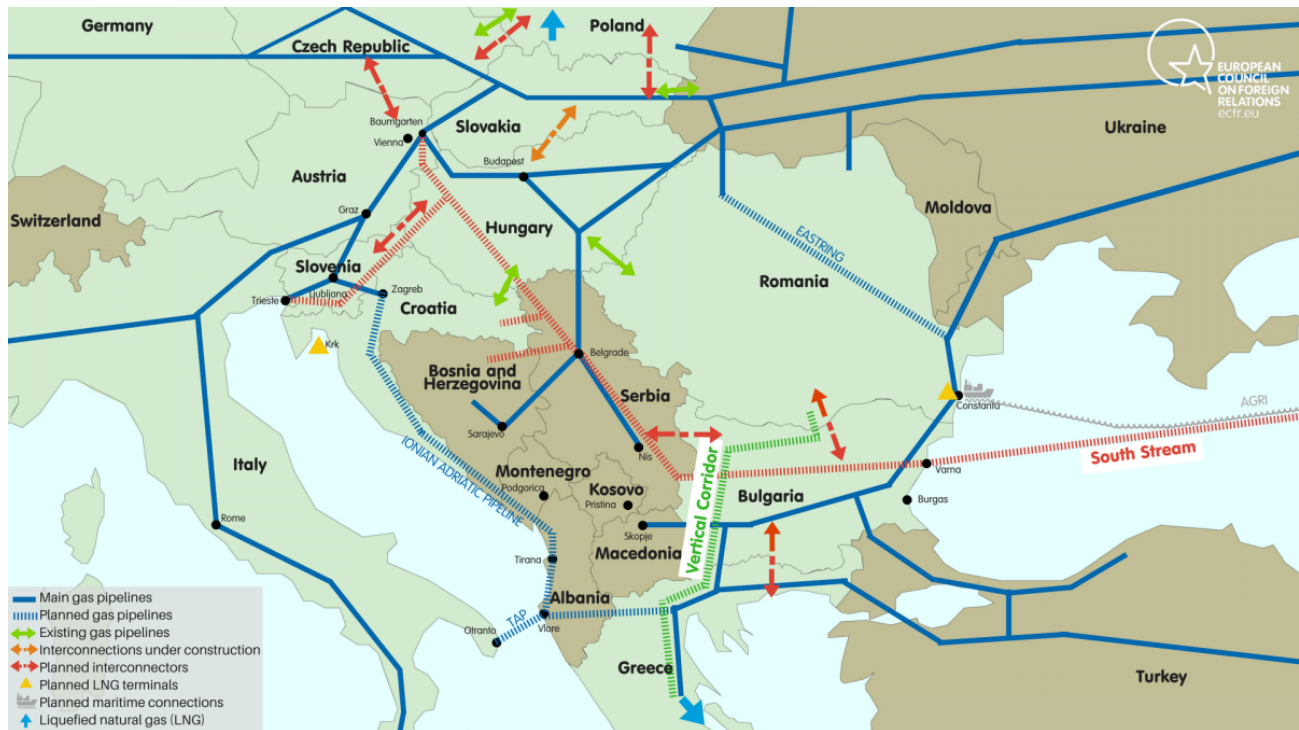 Germany
Poland
Czech Republic
EUROPEAN
COUNCIL
ON FOREIGN
RELATIONS
ecfr.eu
Baumgarten
Vienna
Slovakia
Ukraine
Budapest
Austria
Switzerland
Graz
Moldova
Hungary
EASTRING
Slovenia
Ljubljana
Trieste
Zagreb
Croatia
Romania
Krk
Belgrade
Bosnia and
Herzegovina
Serbia
Constanta
AGRI
Sarajevo
IONIAN ADRIATIC PIPELINE
Nis
South Stream
Varna
Italy
Montenegro
Podgorica
Kosovo
Pristina
Vertical Corridor
Bulgaria
Burgas
Rome
Skopje
Macedonia
Tirana
Albania
TAP
Vlore
Otranto
Greece
Turkey
Main gas pipelines
Planned gas pipelines
Existing gas pipelines
Interconnections under construction
Planned interconnectors
Planned LNG terminals
Planned maritime connections
Liquefied natural gas (LNG)